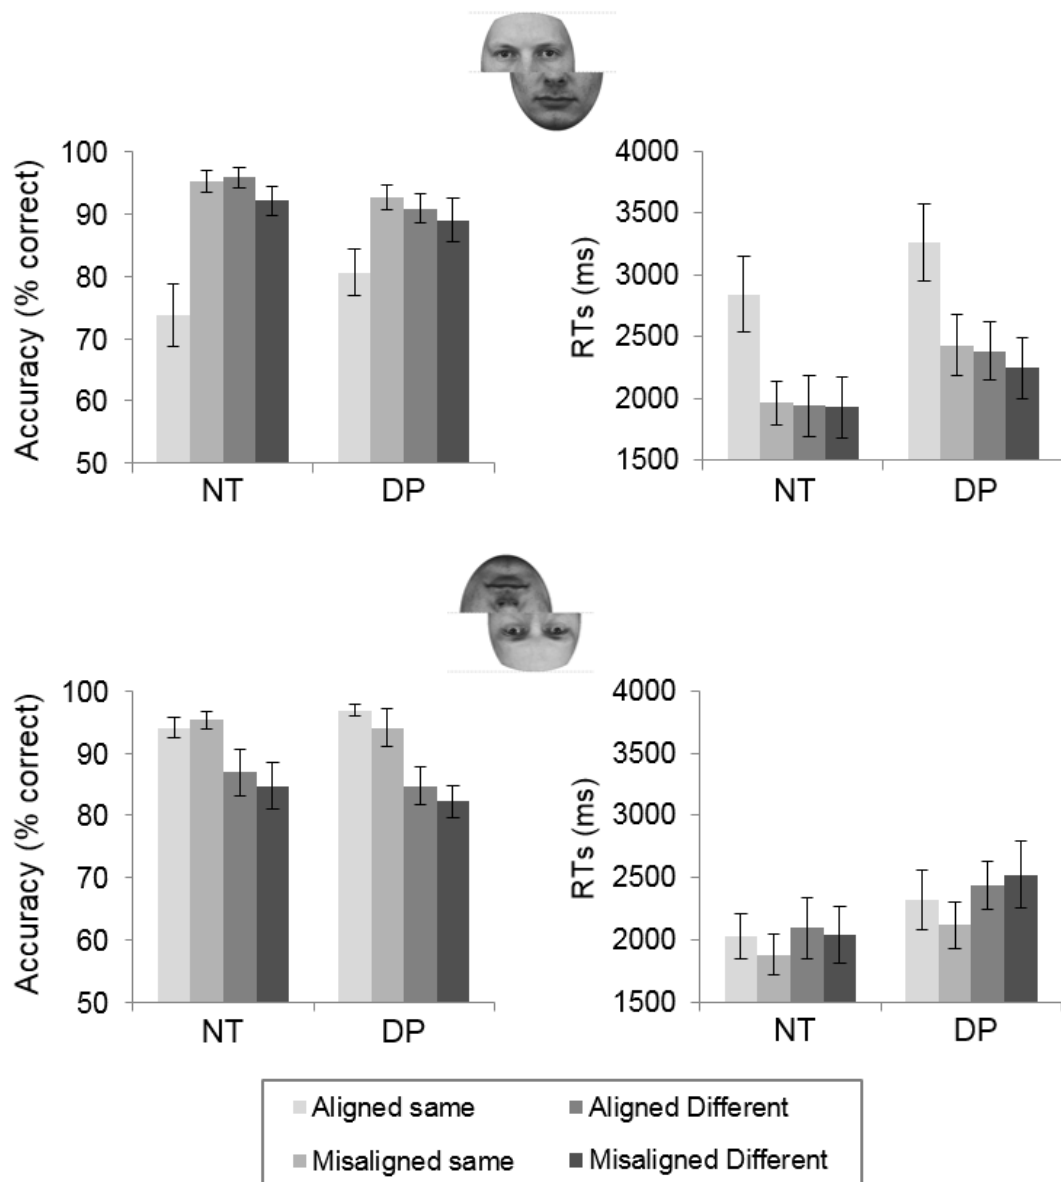 100
90
80
70
60
50
Accuracy (% correct)
NT DP
4000
3500
3000
2500
2000
1500
RTs (ms)
NT DP
100
90
80
70
60
50
Accuracy (% correct)
NT DP
4000
3500
3000
2500
2000
1500
RTs (ms)
NT DP
Aligned same Aligned Different
Misaligned same Misaligned Different